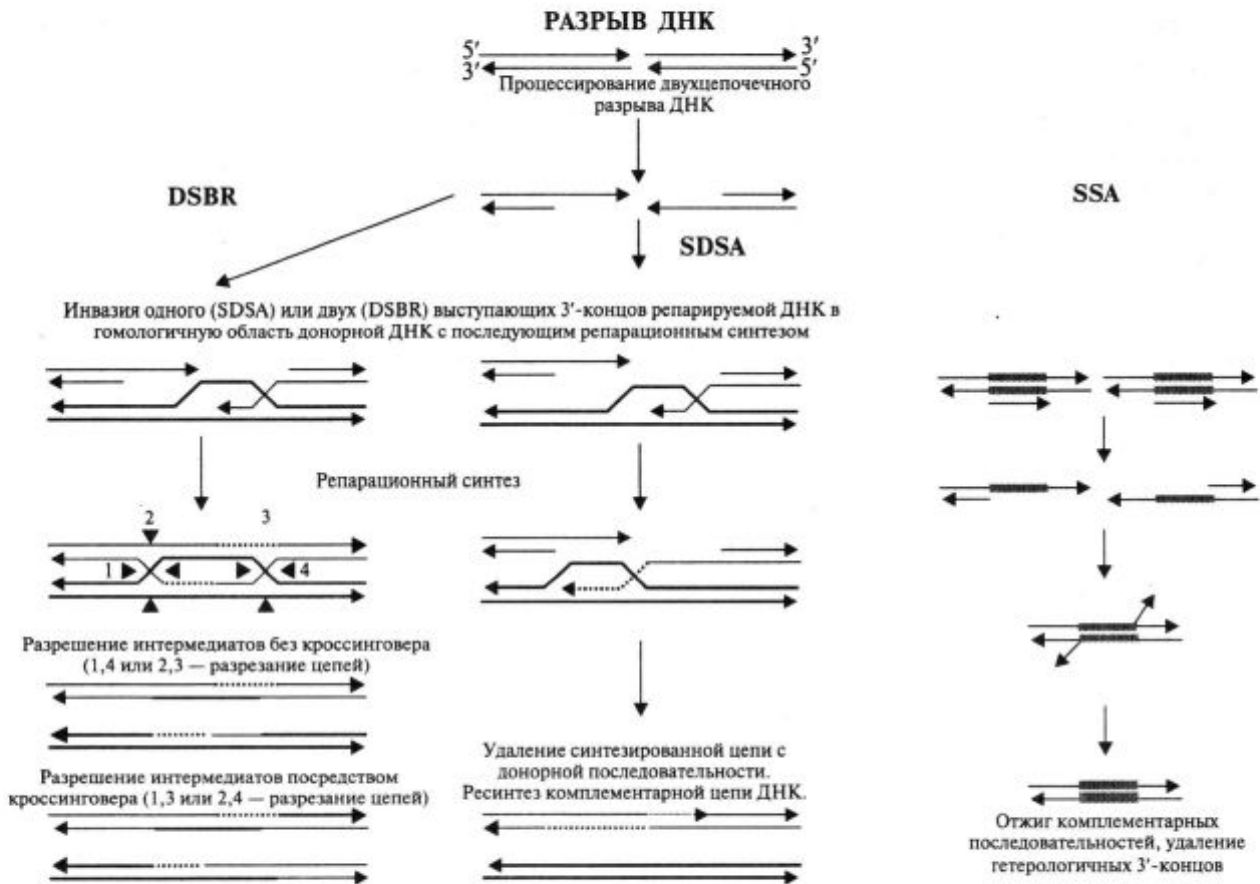 РАЗРЫВ ДНК
5′ 3′
3′ 5′
Процессирование двухцепочечного
разрыва ДНК
DSBR
SDSA
SSA
Инвазия одного (SDSA) или двух (DSBR) выступающих 3′-концов репарируемой ДНК в
гомологичную область донорной ДНК с последующим репарационным синтезом
Репарационный синтез
2 3
1 4
Разрешение интермедиатов без кроссинговера
(1,4 или 2,3 — разрезание цепей)
Разрешение интермедиатов посредством
кроссинговера (1,3 или 2,4 — разрезание цепей)
Удаление синтезированной цепи с
донорной последовательности.
Ресинтез комплементарной цепи ДНК.
Отжиг комплементарных
последовательностей, удаление
гетерологичных 3′-концов